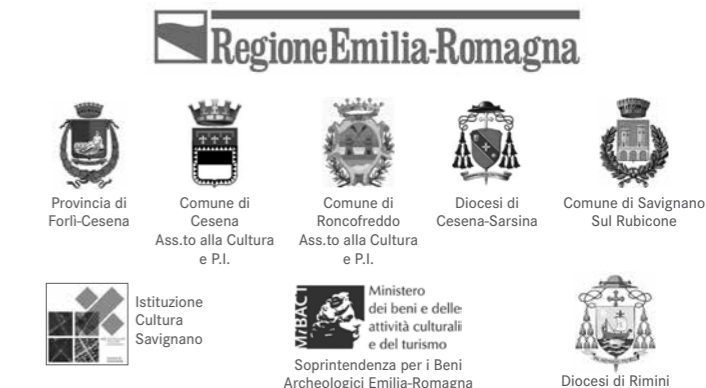 RegioneEmilia-Romagna
Provincia di
Forlì-Cesena
Comune di
Cesena
Ass.to alla Cultura
e P.I.
Comune di
Roncofreddo
Ass.to alla Cultura
e P.I.
Diocesi di
Cesena-Sarsina
Comune di Savignano
Sul Rubicone
Istituzione
Cultura
Savignano
MiBACT
Ministero
dei beni e delle
attività culturali
e del turismo
Soprintendenza per i Beni
Archeologici Emilia-Romagna
Diocesi di Rimini